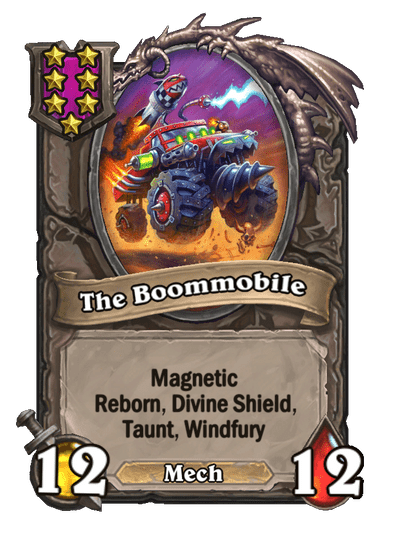 The Boommobile
Magnetic
Reborn, Divine Shield,
Taunt, Windfury
12
Mech
12